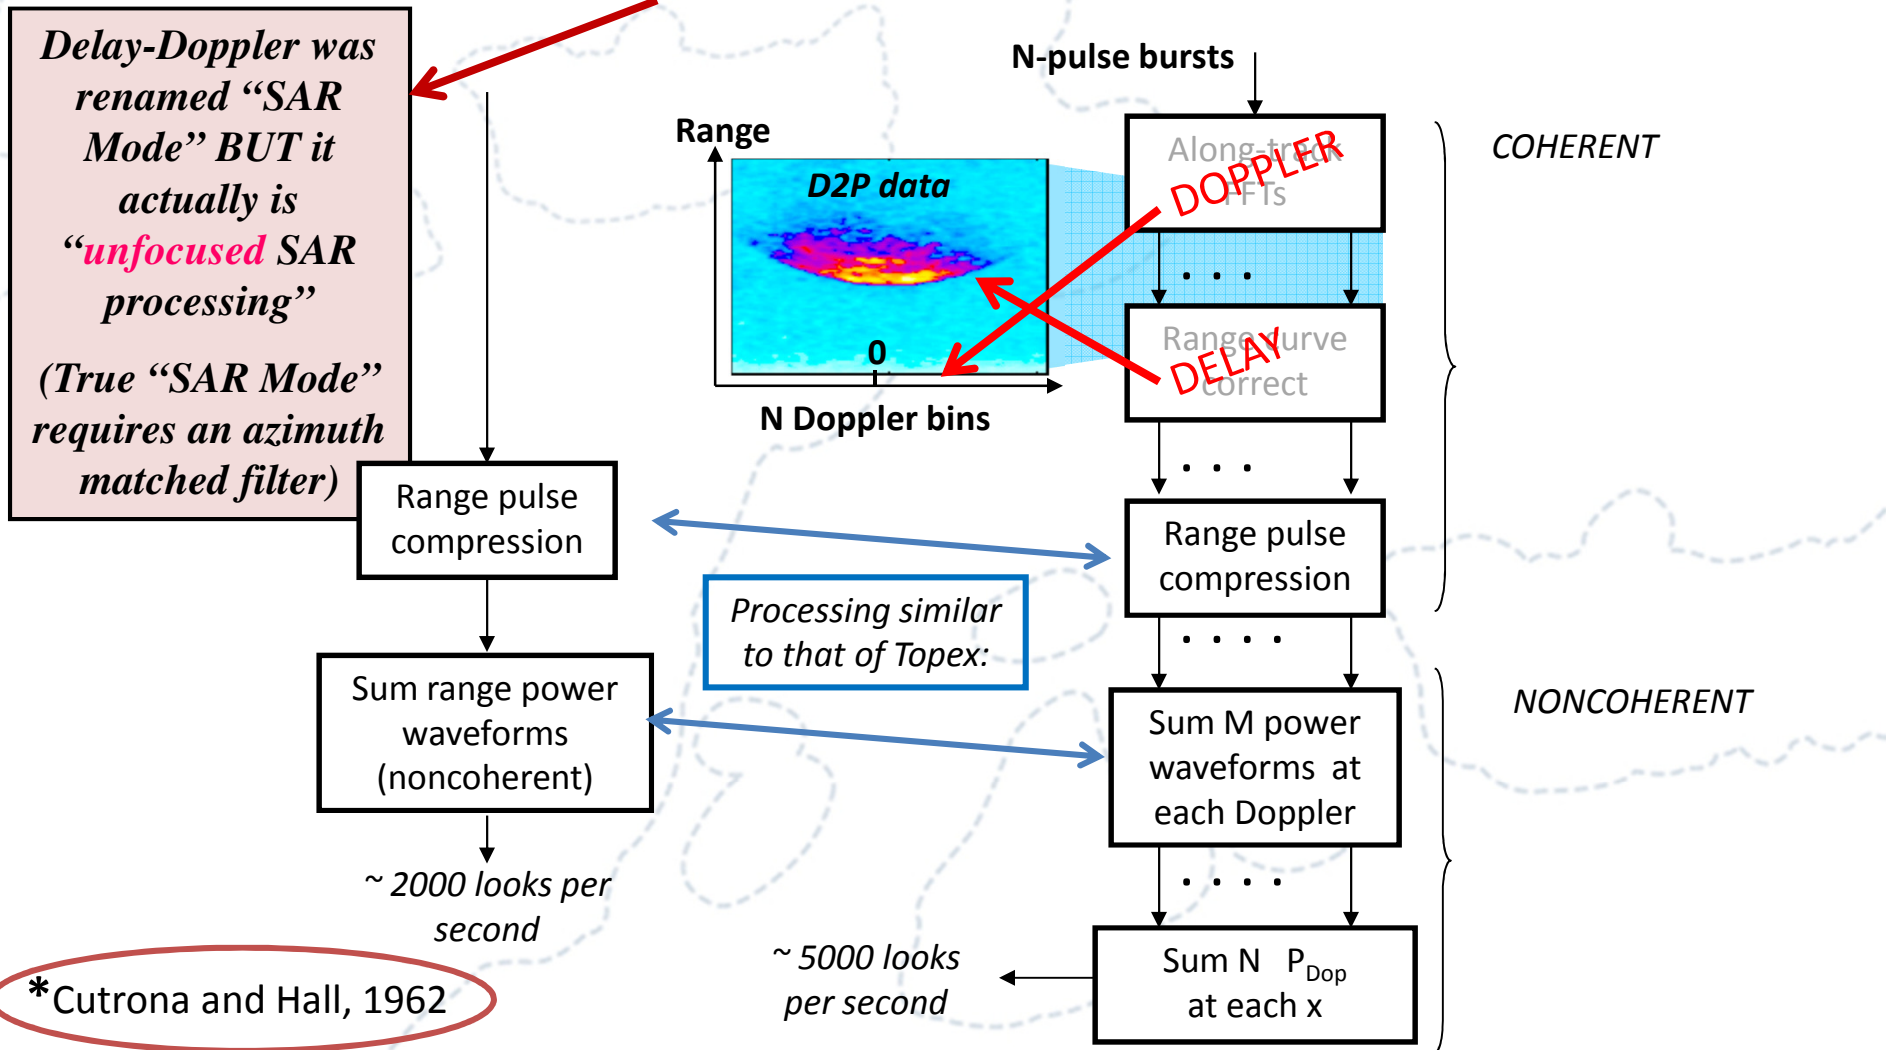 Delay-Doppler was
renamed “SAR
Mode” BUT it
actually is
“unfocused SAR
processing”
(True “SAR Mode”
requires an azimuth
matched filter)
Range pulse
compression
Sum range power
waveforms
(noncoherent)
~ 2000 looks per
second
*Cutrona and Hall, 1962
Range
D2P data
0
N Doppler bins
Processing similar
to that of Topex:
N-pulse bursts
Along-track
FFTs
DOPPLER
. . .
Range curve
correct
DELAY
. . .
Range pulse
compression
. . . .
Sum M power
waveforms at
each Doppler
. . . .
Sum N P_Dop
at each x
~ 5000 looks
per second
COHERENT
NONCOHERENT